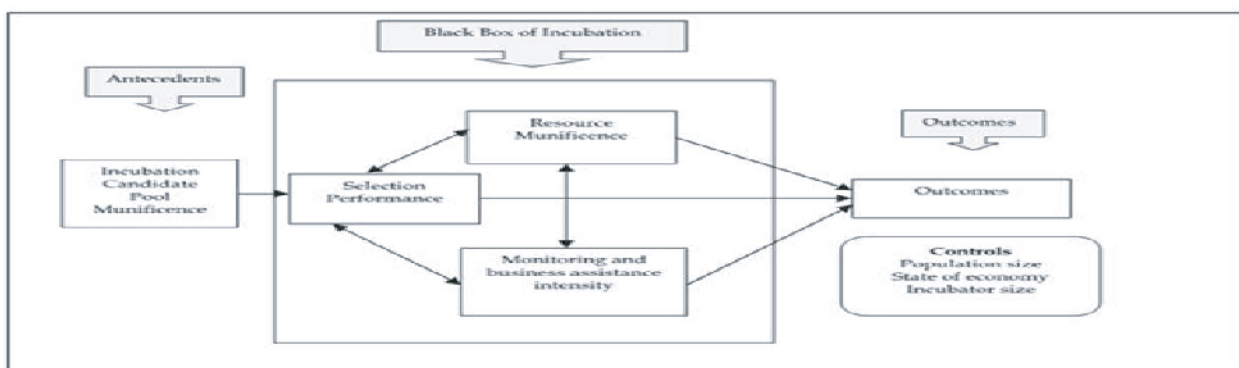 Black Box of Incubation
Antecedents
Resource
Munificence
Outcomes
Incubation
Candidate
Pool
Munificence
Selection
Performance
Outcomes
Monitoring and
business assistance
intensity
Controls
Population size
State of economy
Incubator size